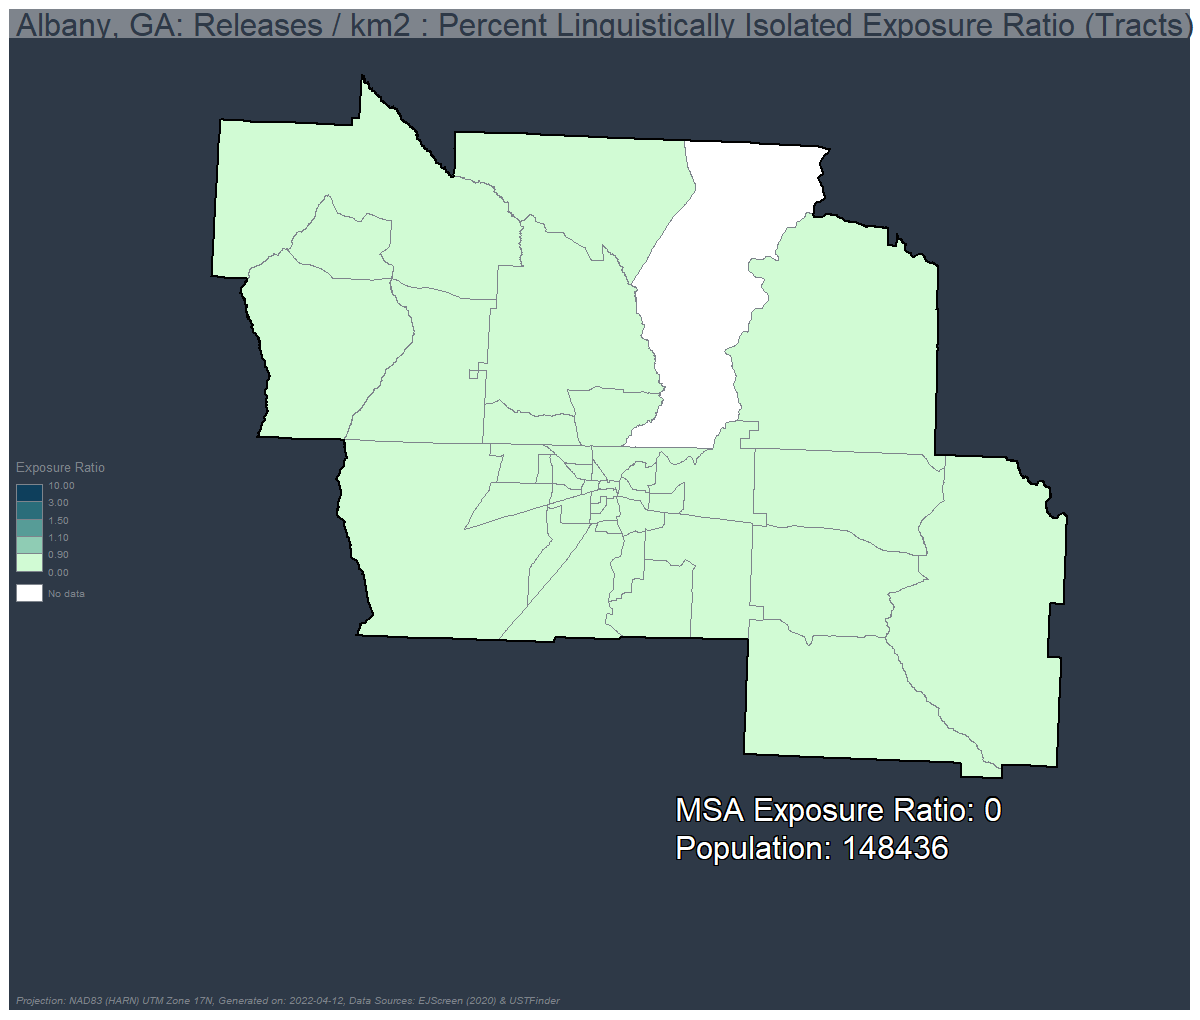 Albany, GA: Releases / km2 : Percent Linguistically Isolated Exposure Ratio (Tracts)
Exposure Ratio
10.00
3.00
1.50
1.10
0.90
0.00
No data
MSA Exposure Ratio: 0
Population: 148436
Projection: NAD83 (HARN) UTM Zone 17N, Generated on: 2022-04-12, Data Sources: EJScreen (2020) & USTFinder